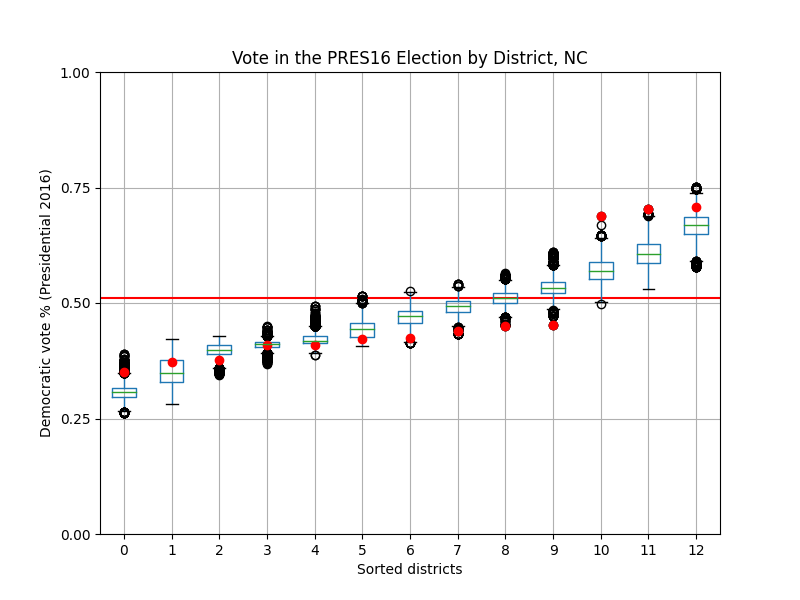 Vote in the PRES16 Election by District, NC
Democratic vote % (Presidential 2016)
1.00
0.75
0.50
0.25
0.00
0 1 2 3 4 5 6 7 8 9 10 11 12
Sorted districts